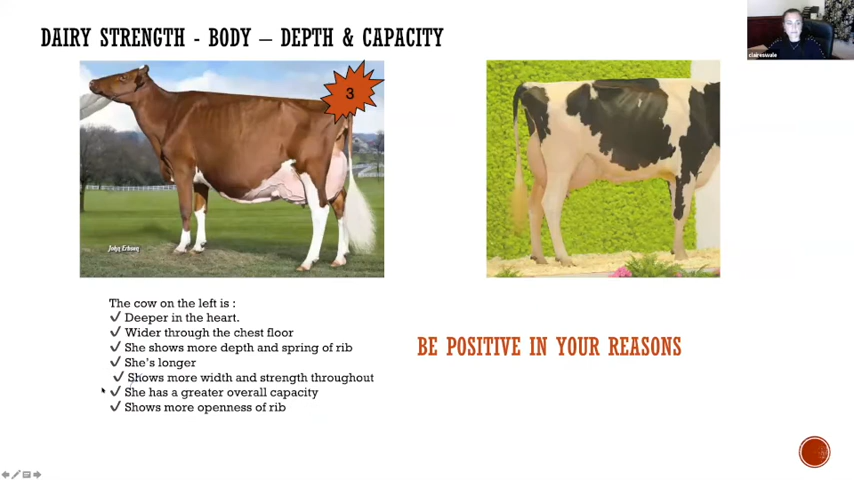 DAIRY STRENGTH - BODY – DEPTH & CAPACITY
3
claireswale
The cow on the left is :
✓ Deeper in the heart.
✓ Wider through the chest floor
✓ She shows more depth and spring of rib
✓ She's longer
✓ Shows more width and strength throughout
✓ She has a greater overall capacity
✓ Shows more openness of rib
BE POSITIVE IN YOUR REASONS